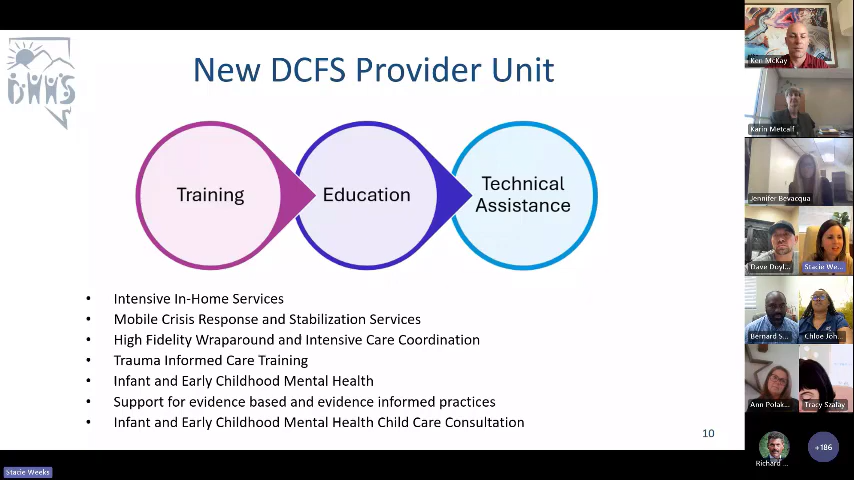 New DCFS Provider Unit
DHHS
Training
Education
Technical
Assistance
• Intensive In-Home Services
• Mobile Crisis Response and Stabilization Services
• High Fidelity Wraparound and Intensive Care Coordination
• Trauma Informed Care Training
• Infant and Early Childhood Mental Health
• Support for evidence based and evidence informed practices
• Infant and Early Childhood Mental Health Child Care Consultation
10
Stacie Weeks
Ken McKay
Karin Metcalf
Jennifer Bevacqua
Dave Doyl...
Stacie We...
Bernard S...
Chloe Joh...
Ann Polak...
Tracy Szalay
Richard ...
+186